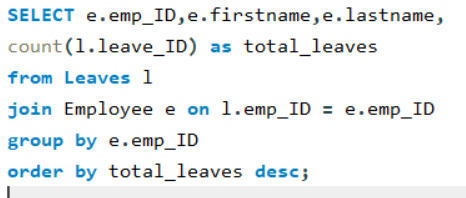 SELECT e.emp_ID,e.firstname,e.lastname,
count(l.leave_ID) as total_leaves
from Leaves l
join Employee e on l.emp_ID = e.emp_ID
group by e.emp_ID
order by total_leaves desc;